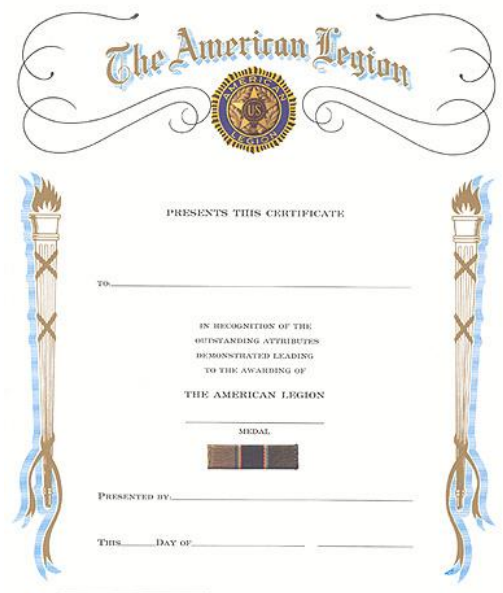 The American Legion
AMERICAN
US
LEGION
PRESENTS THIS CERTIFICATE
TO
IN RECOGNITION OF THE
OUTSTANDING ATTRIBUTES
DEMONSTRATED LEADING
TO THE AWARDING OF
THE AMERICAN LEGION
MEDAL
PRESENTED BY
THIS DAY OF